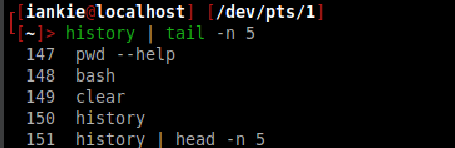 ┌[iankie@localhost] [/dev/pts/1]
└[~]> history | tail -n 5
147 pwd --help
148 bash
149 clear
150 history
151 history | head -n 5